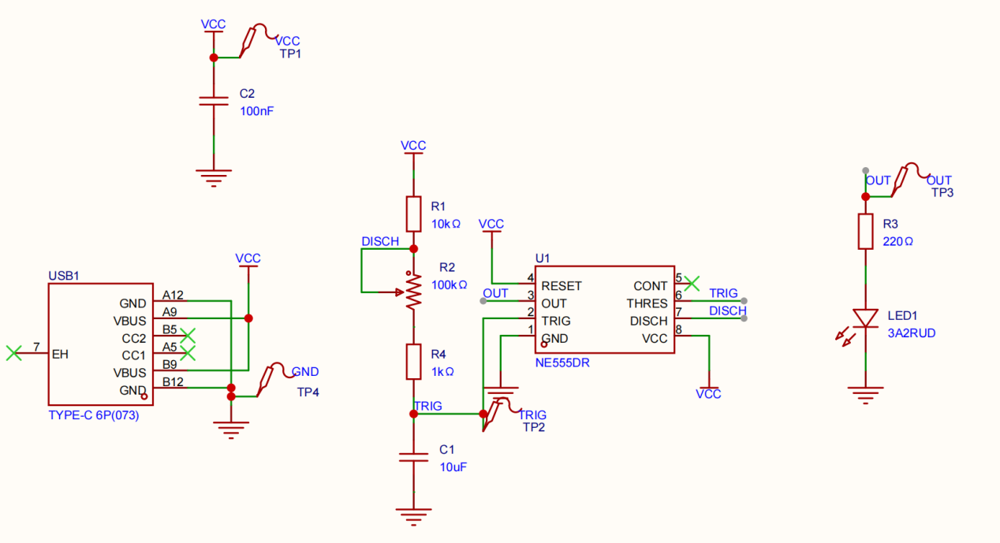 VCC
VCC
TP1
C2
100nF
VCC
R1
10kΩ
DISCH
R2
100kΩ
R4
1kΩ
TRIG
C1
10uF
VCC
U1
4
RESET
CONT
5
OUT
3
OUT
THRES
6
TRIG
2
TRIG
DISCH
7
DISCH
1
GND
VCC
8
NE555DR
VCC
TRIG
TP2
OUT
OUT
TP3
R3
220Ω
LED1
3A2RUD
VCC
USB1
GND
A12
VBUS
A9
CC2
B5
7
EH
CC1
A5
VBUS
B9
GND
B12
TYPE-C 6P(073)
GND
TP4